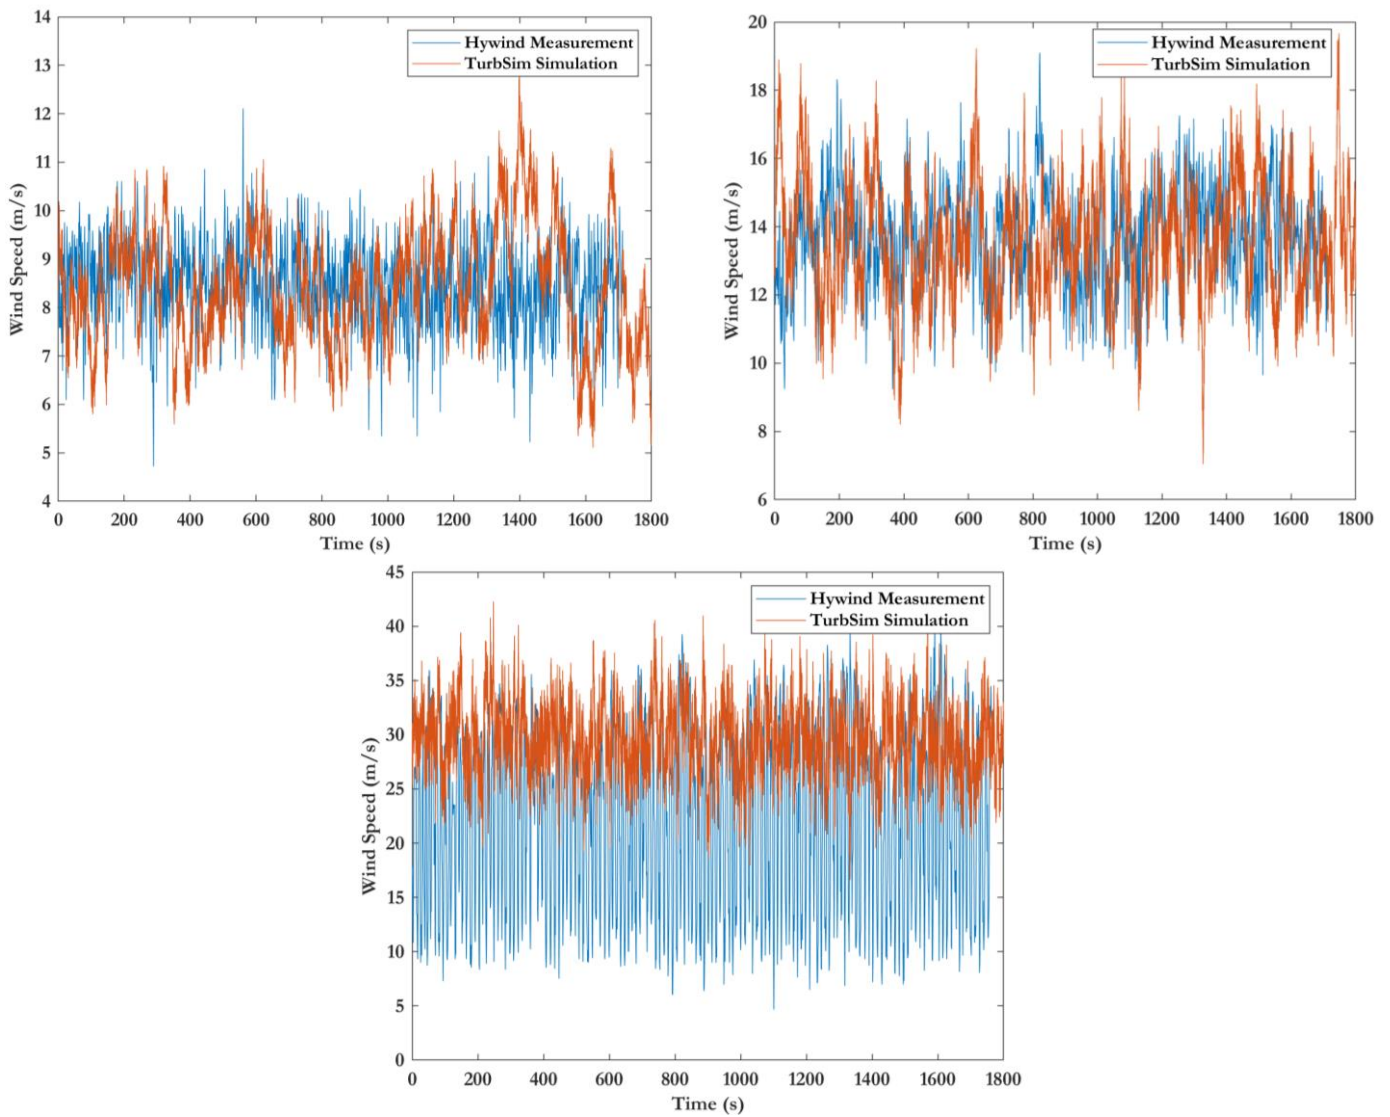 14
13
12
11
10
9
8
7
6
5
4
Wind Speed (m/s)
Hywind Measurement
TurbSim Simulation
0 200 400 600 800 1000 1200 1400 1600 1800
Time (s)
20
18
16
14
12
10
8
6
Wind Speed (m/s)
Hywind Measurement
TurbSim Simulation
0 200 400 600 800 1000 1200 1400 1600 1800
Time (s)
45
40
35
30
25
20
15
10
5
0
Wind Speed (m/s)
Hywind Measurement
TurbSim Simulation
0 200 400 600 800 1000 1200 1400 1600 1800
Time (s)